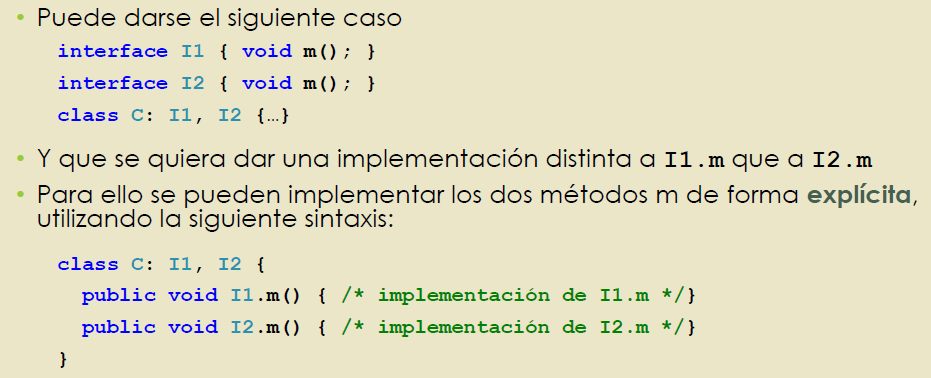 • Puede darse el siguiente caso
interface I1 { void m(); }
interface I2 { void m(); }
class C: I1, I2 {…}
• Y que se quiera dar una implementación distinta a I1.m que a I2.m
• Para ello se pueden implementar los dos métodos m de forma explícita,
utilizando la siguiente sintaxis:
class C: I1, I2 {
public void I1.m() { /* implementación de I1.m */}
public void I2.m() { /* implementación de I2.m */}
}